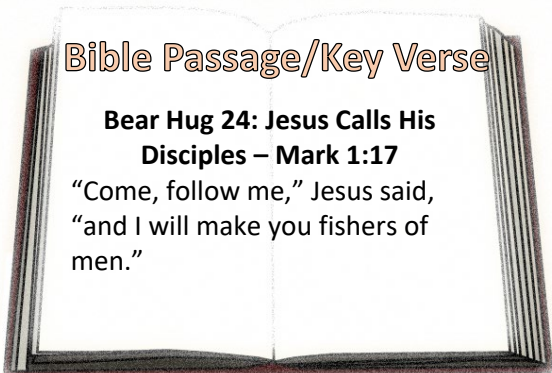 Bible Passage/Key Verse
Bear Hug 24: Jesus Calls His
Disciples – Mark 1:17
“Come, follow me,” Jesus said,
“and I will make you fishers of
men.”